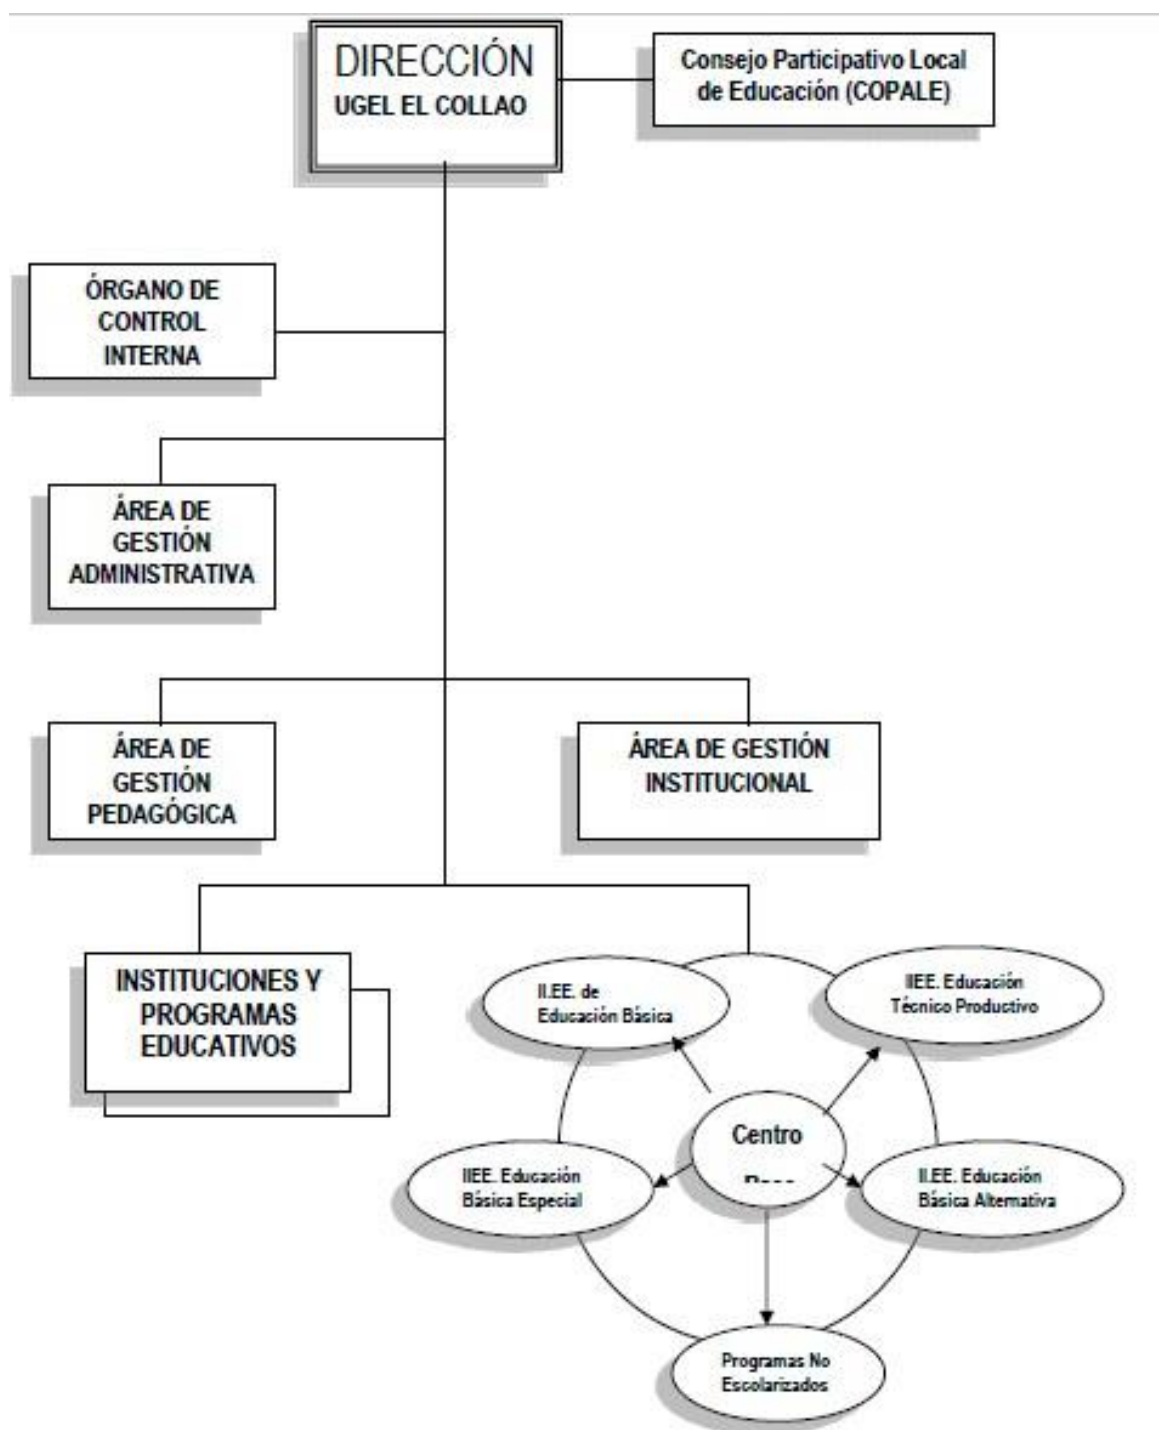 DIRECCIÓN
UGEL EL COLLAO
Consejo Participativo Local
de Educación (COPALE)
ÓRGANO DE
CONTROL
INTERNA
ÁREA DE
GESTIÓN
ADMINISTRATIVA
ÁREA DE
GESTIÓN
PEDAGÓGICA
ÁREA DE GESTIÓN
INSTITUCIONAL
INSTITUCIONES Y
PROGRAMAS
EDUCATIVOS
II.EE. de
Educación Básica
IIEE. Educación
Técnico Productivo
Centro
IIEE. Educación
Básica Especial
II.EE. Educación
Básica Alternativa
Programas No
Escolarizados